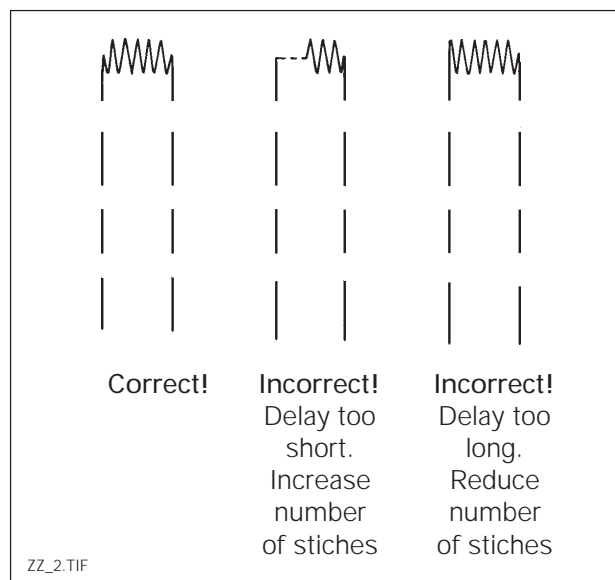 Correct!
Incorrect!
Delay too
short.
Increase
number
of stiches
Incorrect!
Delay too
long.
Reduce
number
of stiches
ZZ_2.TIF